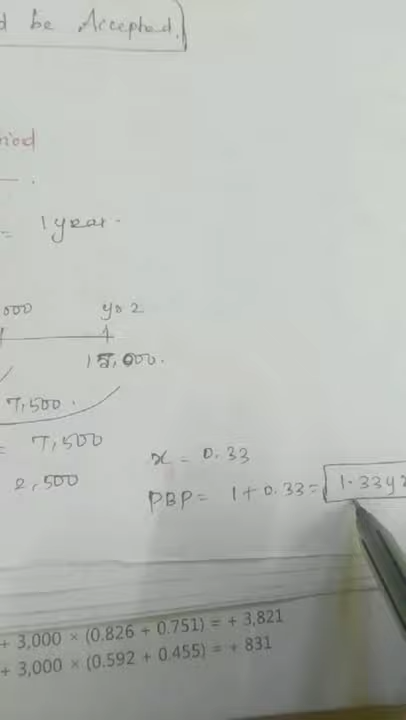 be Accepted.
= 1 year.
000 yr 2
15,000.
7,500.
= 7,500
2,500
x = 0.33
PBP = 1 + 0.33 = 1.33y
+ 3,000 × (0.826 + 0.751) = + 3,821
+ 3,000 × (0.592 + 0.455) = + 831